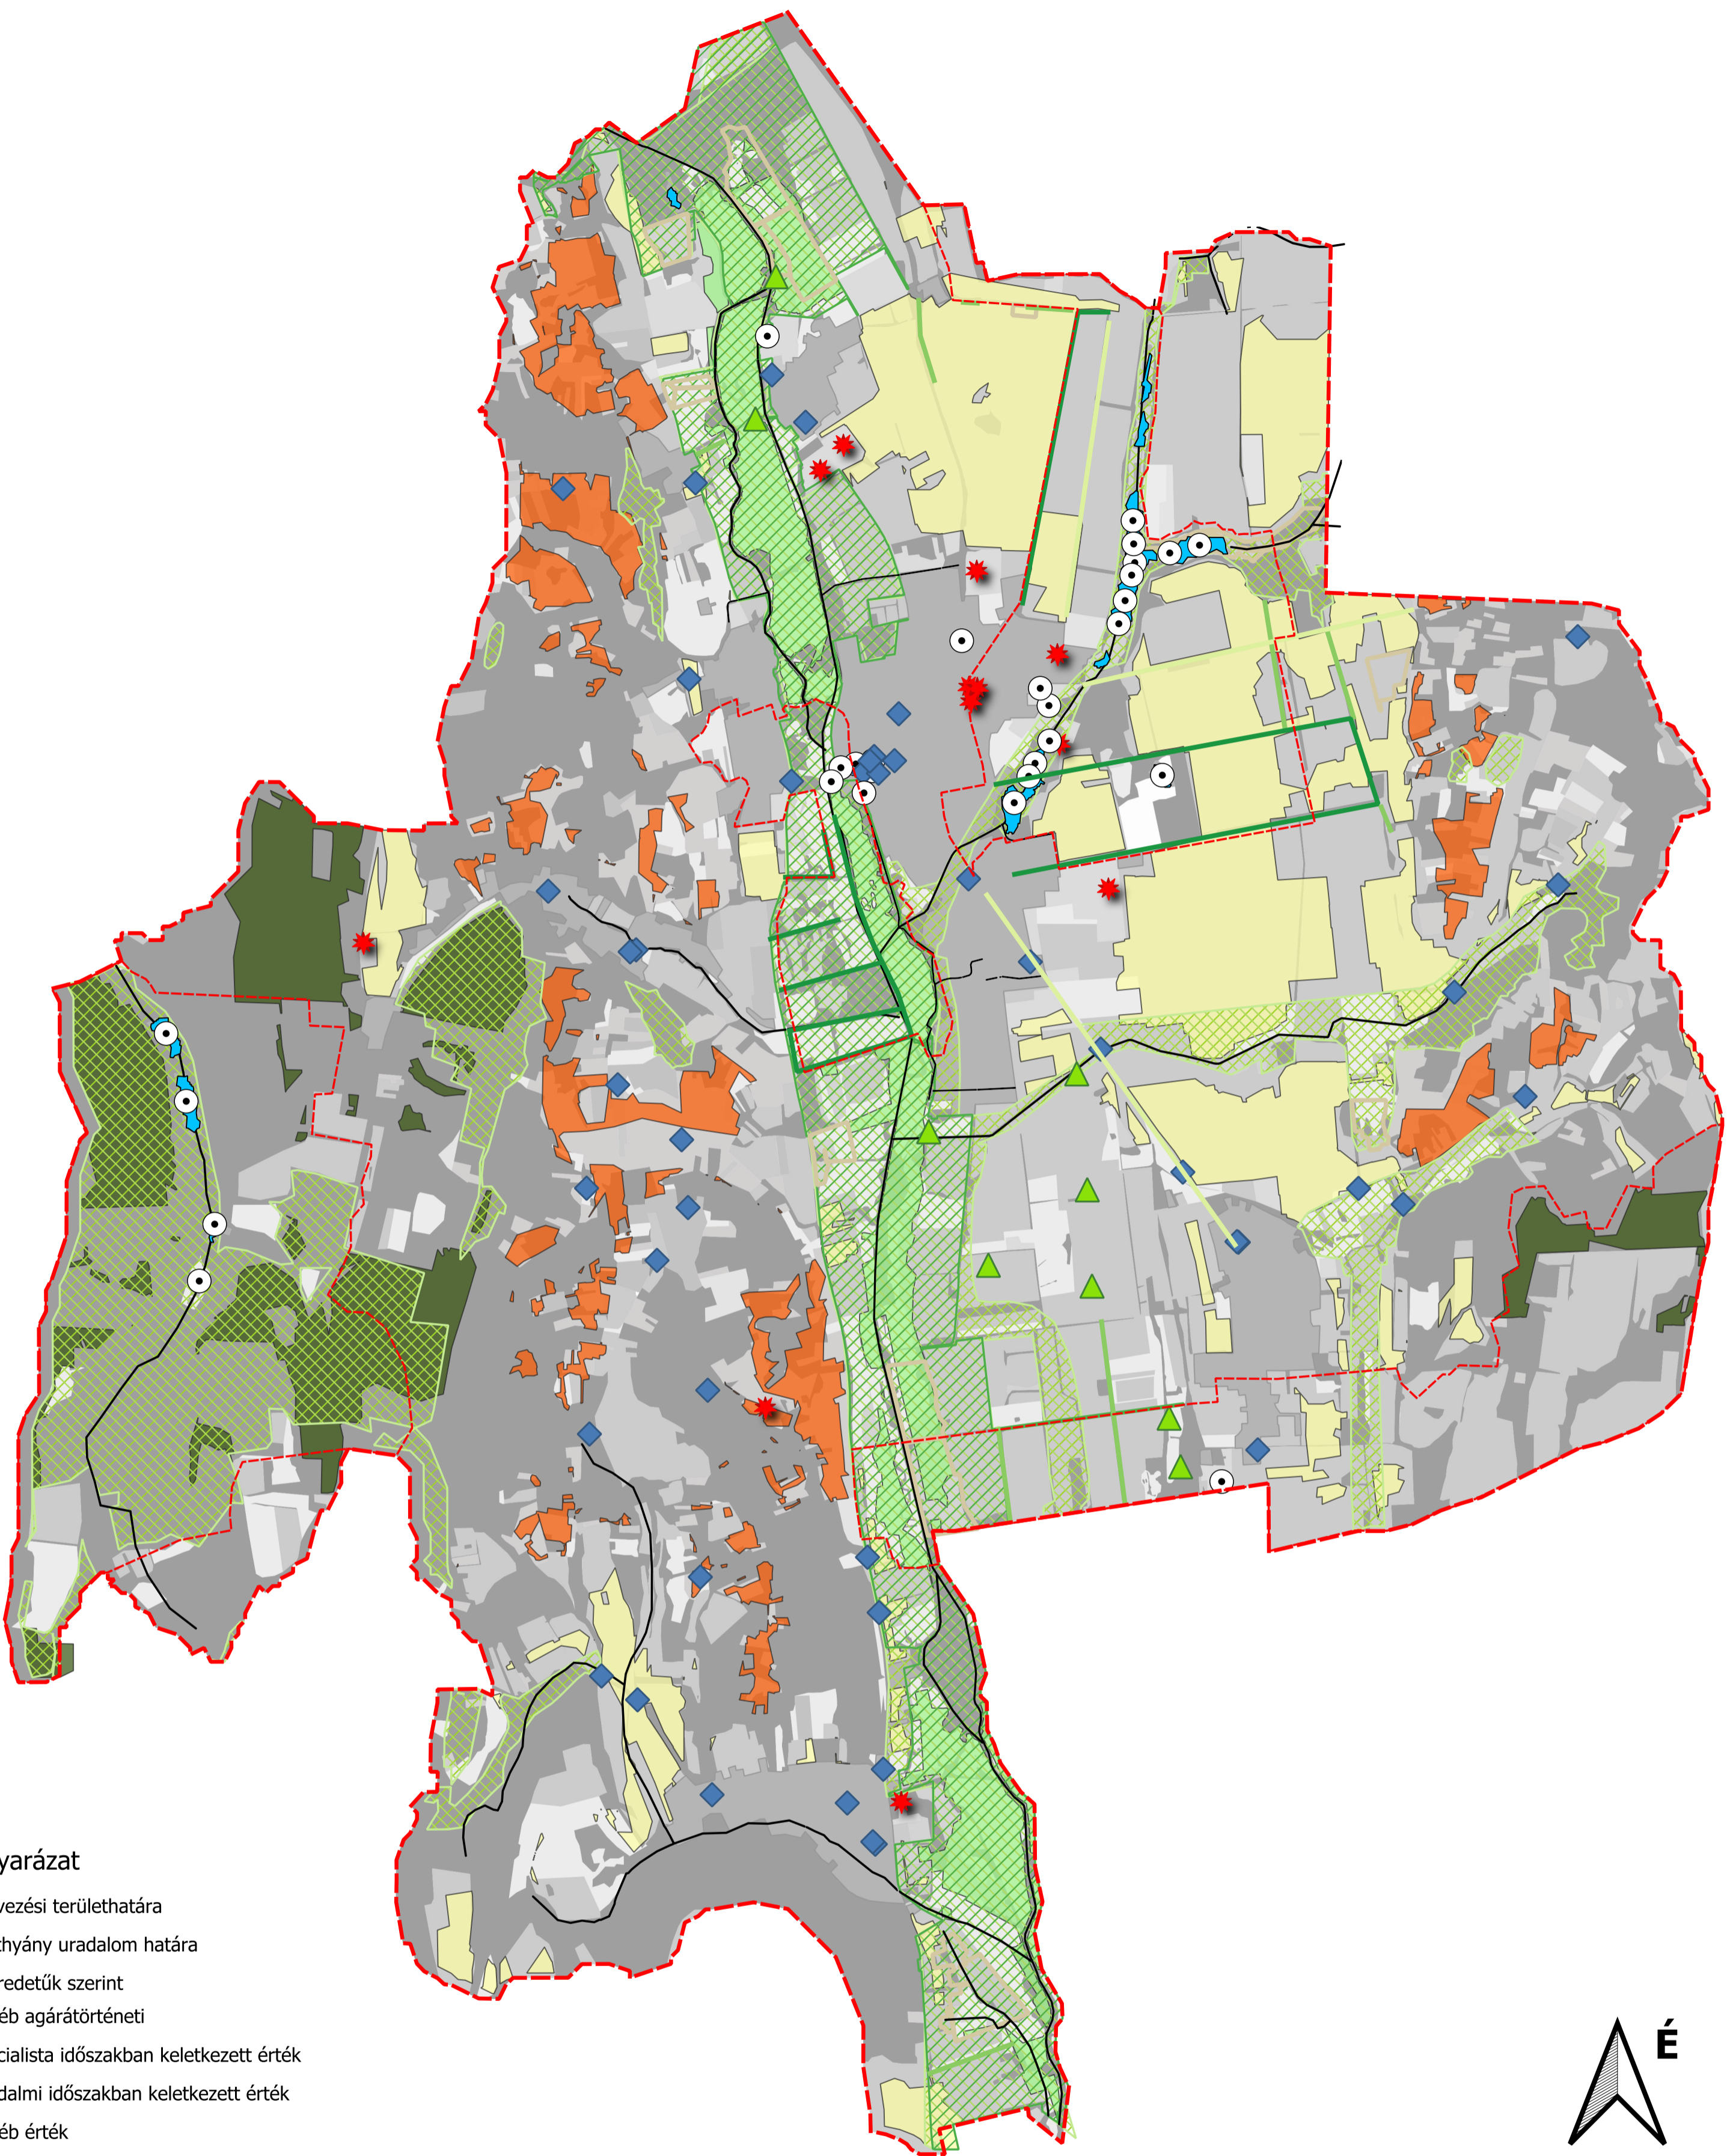 yarázat
vezési területhatára
thyány uradalom határa
redetűk szerint
éb agárátörténeti
cialista időszakban keletkezett érték
dalmi időszakban keletkezett érték
éb érték
É